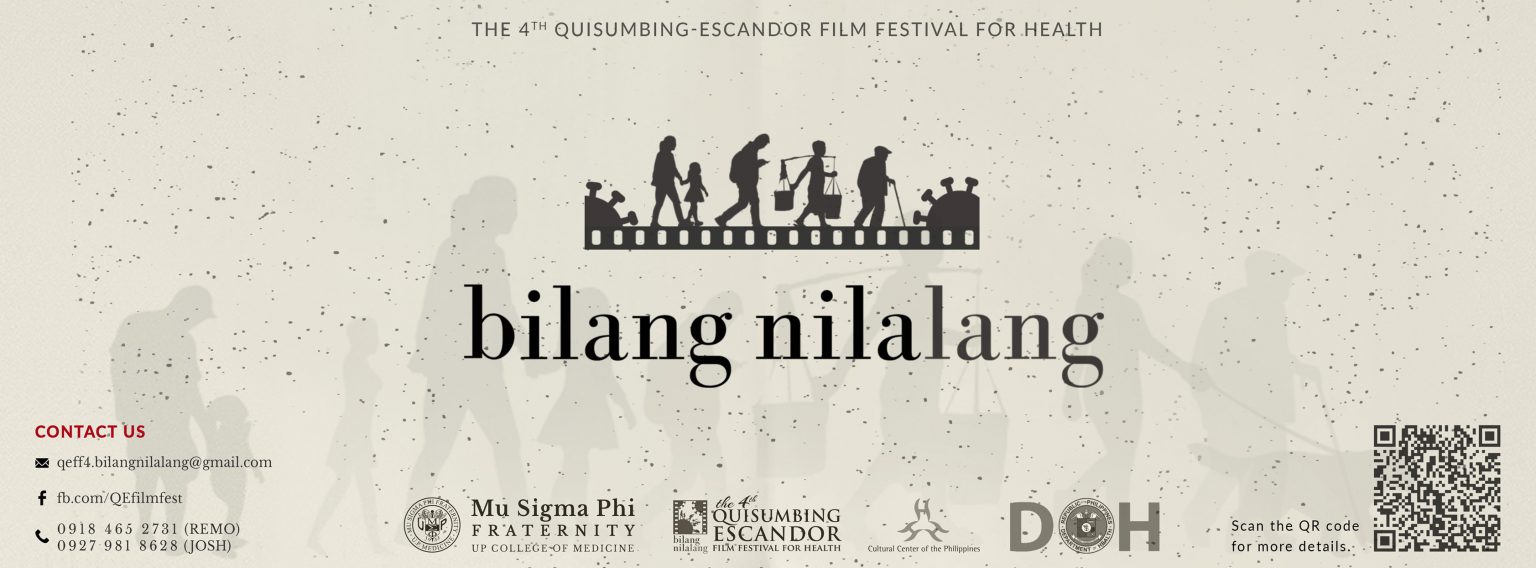 THE 4TH QUISUMBING-ESCANDOR FILM FESTIVAL FOR HEALTH
bilang nilalang
CONTACT US
qeff4.bilangnilalang@gmail.com
fb.com/QEfilmfest
0918 465 2731 (REMO)
0927 981 8628 (JOSH)
Mu Sigma Phi
FRATERNITY
UP COLLEGE OF MEDICINE
bilang
nilalang
the 4th
QUISUMBING
ESCANDOR
FILM FESTIVAL FOR HEALTH
Cultural Center of the Philippines
DOH
Scan the QR code
for more details.